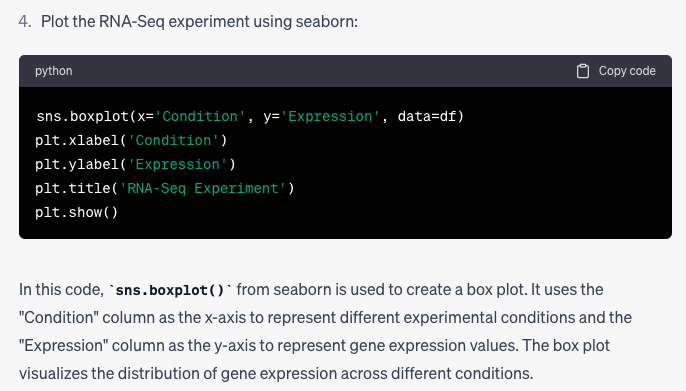 4. Plot the RNA-Seq experiment using seaborn:
python
Copy code
sns.boxplot(x='Condition', y='Expression', data=df)
plt.xlabel('Condition')
plt.ylabel('Expression')
plt.title('RNA-Seq Experiment')
plt.show()
In this code, `sns.boxplot()` from seaborn is used to create a box plot. It uses the
"Condition" column as the x-axis to represent different experimental conditions and the
"Expression" column as the y-axis to represent gene expression values. The box plot
visualizes the distribution of gene expression across different conditions.